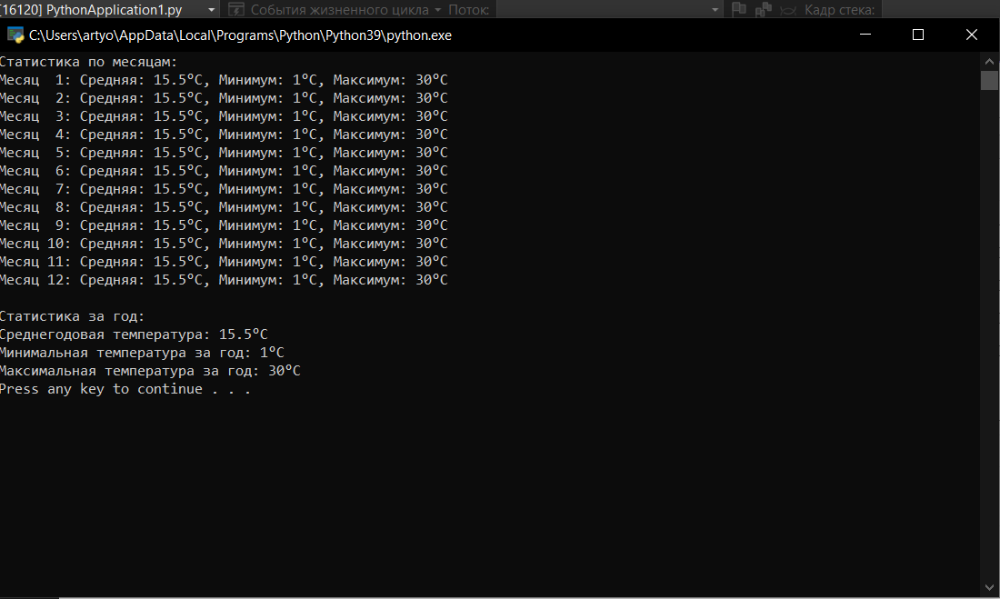 [16120] PythonApplication1.py События жизненного цикла Поток: Кадр стека:
C:\Users\artyo\AppData\Local\Programs\Python\Python39\python.exe
Статистика по месяцам:
Месяц  1: Средняя: 15.5°C, Минимум: 1°C, Максимум: 30°C
Месяц  2: Средняя: 15.5°C, Минимум: 1°C, Максимум: 30°C
Месяц  3: Средняя: 15.5°C, Минимум: 1°C, Максимум: 30°C
Месяц  4: Средняя: 15.5°C, Минимум: 1°C, Максимум: 30°C
Месяц  5: Средняя: 15.5°C, Минимум: 1°C, Максимум: 30°C
Месяц  6: Средняя: 15.5°C, Минимум: 1°C, Максимум: 30°C
Месяц  7: Средняя: 15.5°C, Минимум: 1°C, Максимум: 30°C
Месяц  8: Средняя: 15.5°C, Минимум: 1°C, Максимум: 30°C
Месяц  9: Средняя: 15.5°C, Минимум: 1°C, Максимум: 30°C
Месяц 10: Средняя: 15.5°C, Минимум: 1°C, Максимум: 30°C
Месяц 11: Средняя: 15.5°C, Минимум: 1°C, Максимум: 30°C
Месяц 12: Средняя: 15.5°C, Минимум: 1°C, Максимум: 30°C
Статистика за год:
Среднегодовая температура: 15.5°C
Минимальная температура за год: 1°C
Максимальная температура за год: 30°C
Press any key to continue . . .